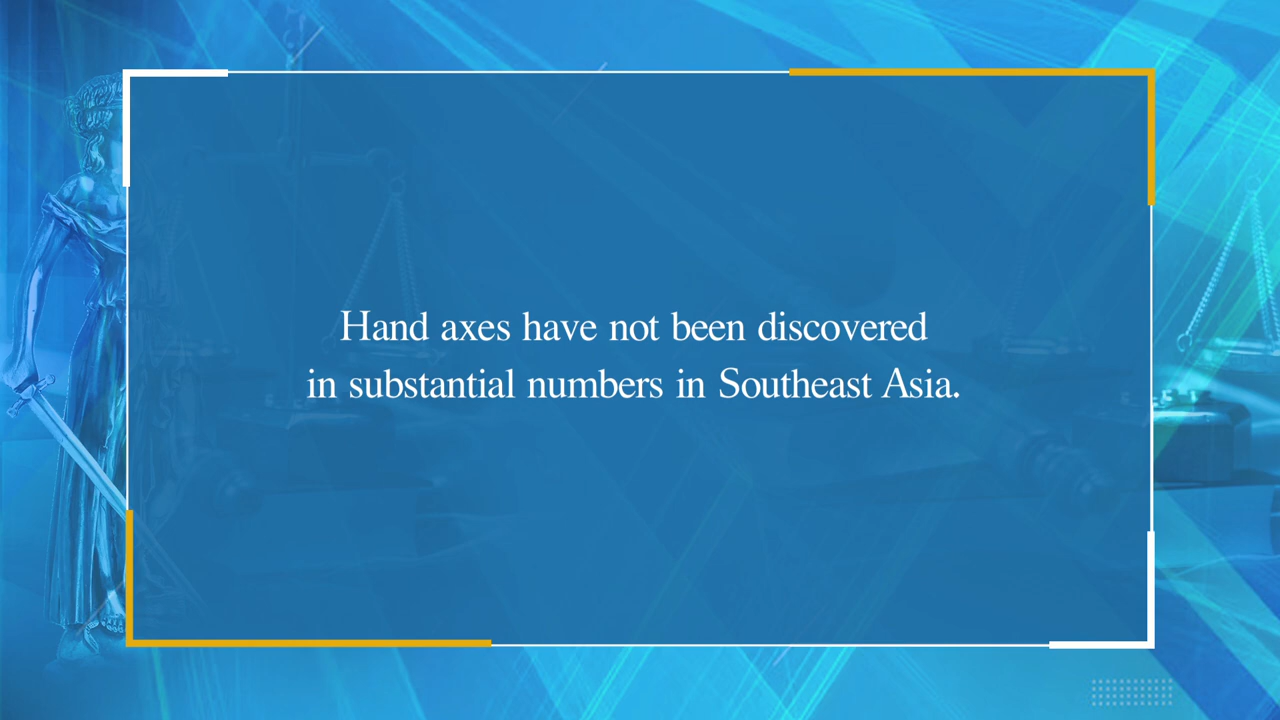 Hand axes have not been discovered
in substantial numbers in Southeast Asia.